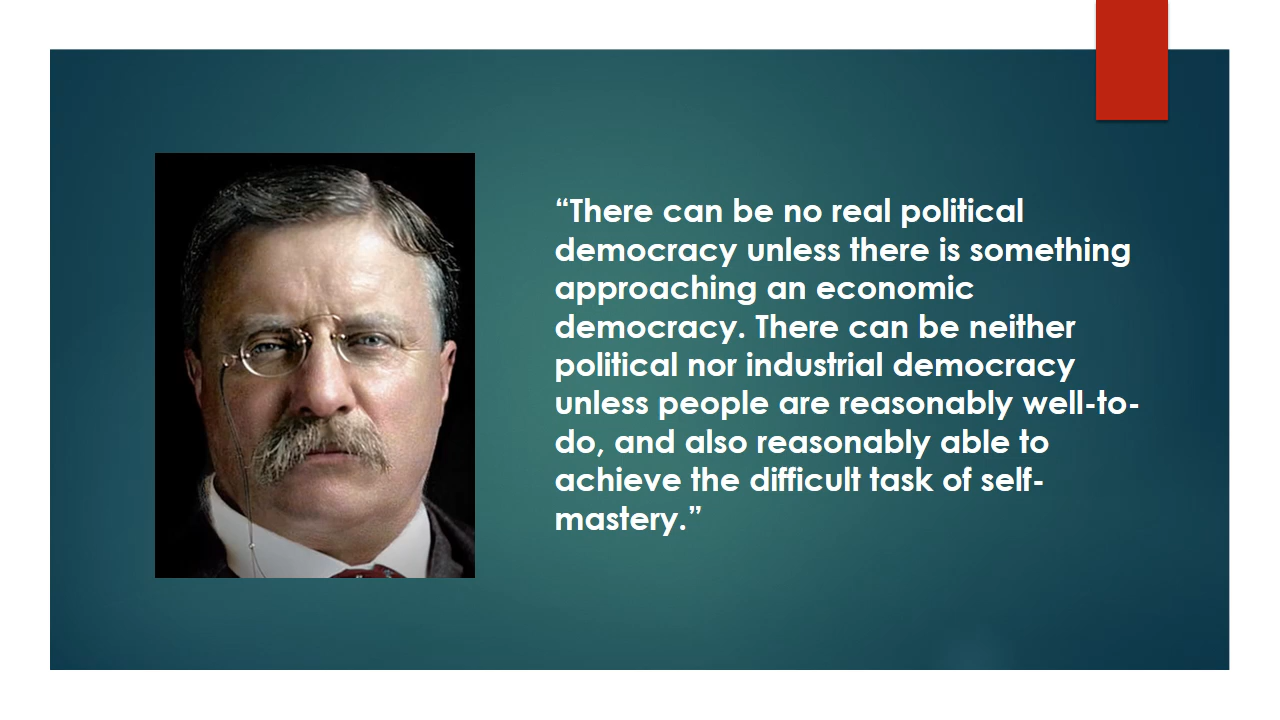 “There can be no real political
democracy unless there is something
approaching an economic
democracy. There can be neither
political nor industrial democracy
unless people are reasonably well-to-
do, and also reasonably able to
achieve the difficult task of self-
mastery.”